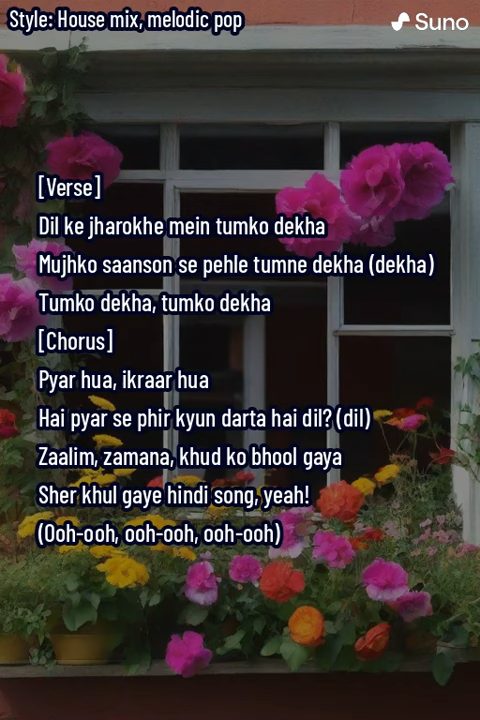 Style: House mix, melodic pop
Suno
[Verse]
Dil ke jharokhe mein tumko dekha
Mujhko saanson se pehle tumne dekha (dekha)
Tumko dekha, tumko dekha
[Chorus]
Pyar hua, ikraar hua
Hai pyar se phir kyun darta hai dil? (dil)
Zaalim, zamana, khud ko bhool gaya
Sher khul gaye hindi song, yeah!
(Ooh-ooh, ooh-ooh, ooh-ooh)